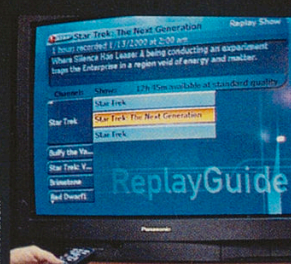 Star Trek: The Next Generation
Replay Show
1 hours recorded 1/13/2000 at 2:00 am
Where Silence Has Lease: A being conducting an experiment
traps the Enterprise in a region void of energy and matter.
Channels Shows 17h 35m available at standard quality
Star Trek
Star Trek
Star Trek: The Next Generation
Star Trek
Buffy the Va...
Star Trek: V...
Brimstone
Red Dwarf
ReplayGuide
Panasonic